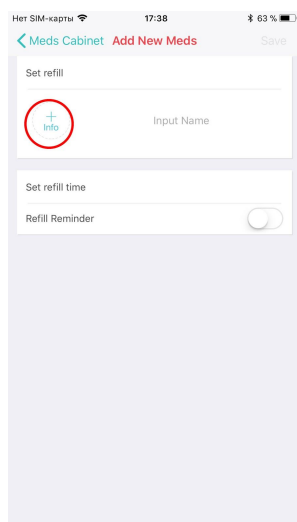 Нет SIM-карты 17:38 63 %
Meds Cabinet Add New Meds Save
Set refill
+
Info
Input Name
Set refill time
Refill Reminder